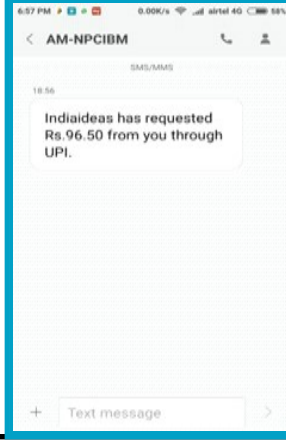 6:57 PM 0.00K/s airtel 4G 58%
AM-NPCIBM
SMS/MMS
18:56
Indiaideas has requested
Rs.96.50 from you through
UPI.
Text message